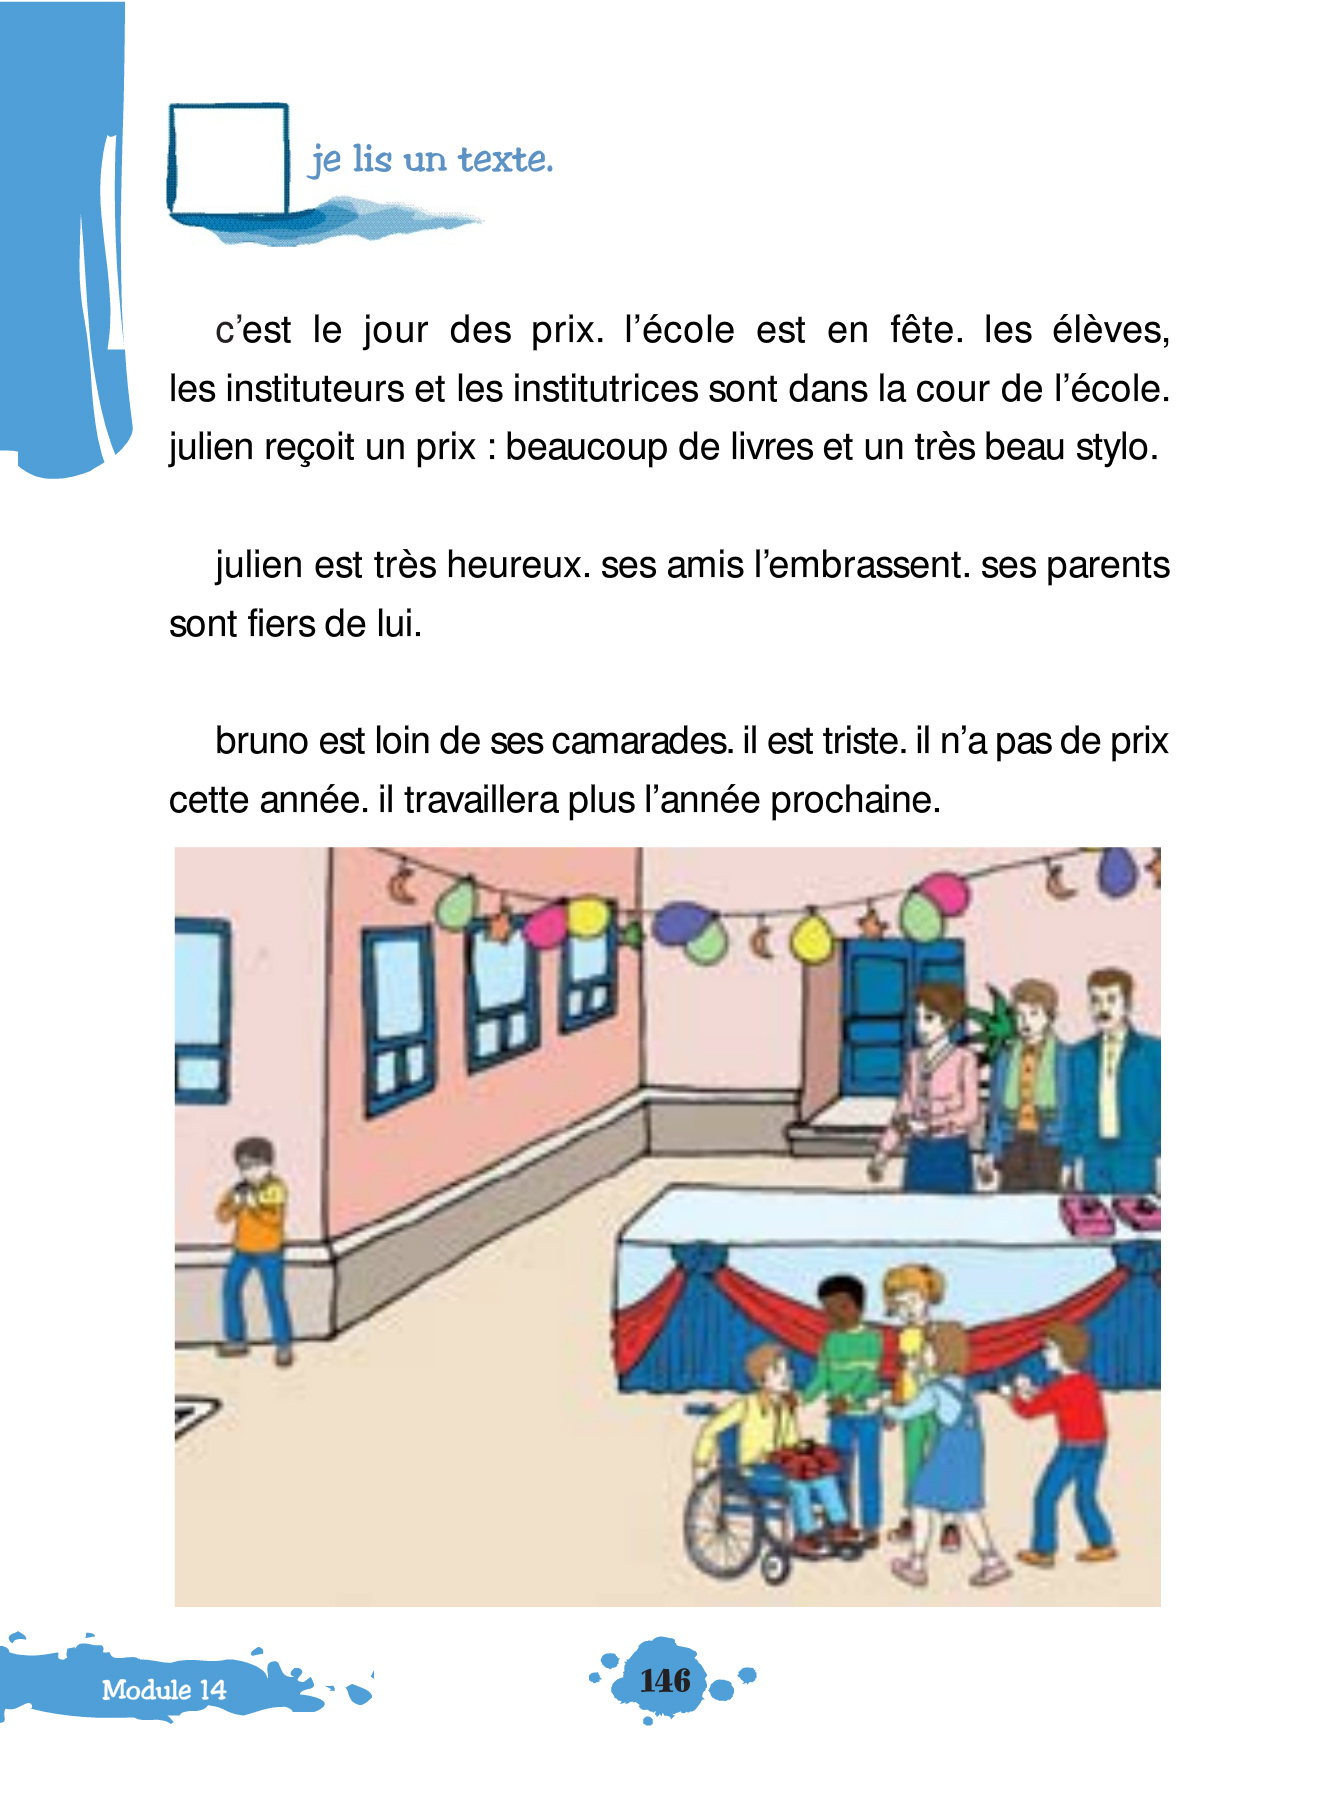 je lis un texte.
c’est le jour des prix. l’école est en fête. les élèves,
les instituteurs et les institutrices sont dans la cour de l’école.
julien reçoit un prix : beaucoup de livres et un très beau stylo.
julien est très heureux. ses amis l’embrassent. ses parents
sont fiers de lui.
bruno est loin de ses camarades. il est triste. il n’a pas de prix
cette année. il travaillera plus l’année prochaine.
Module 14
146